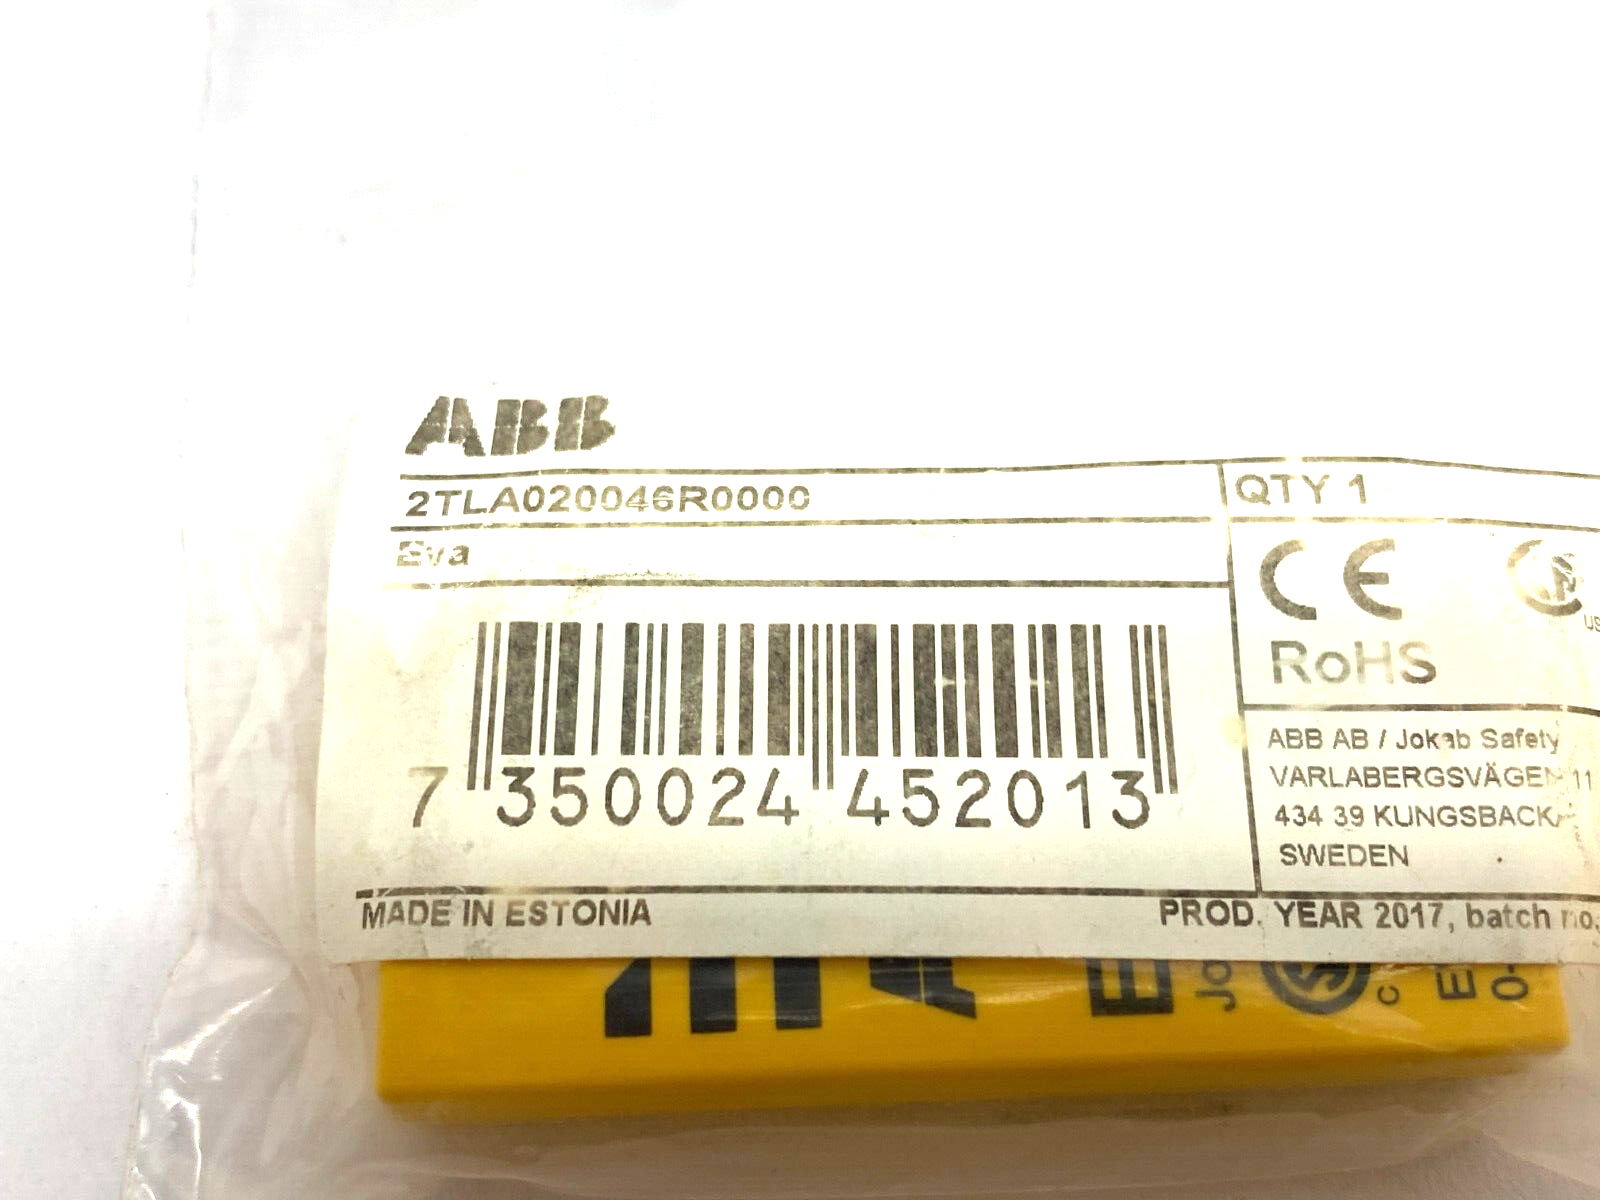 ABB
2TLA020046R0000
QTY 1
Eva
CE
US
RoHS
7 350024 452013
ABB AB / Jokab Safety
VARLABERGSVÄGEN 11
434 39 KUNGSBACKA
SWEDEN
MADE IN ESTONIA
PROD. YEAR 2017, batch no.